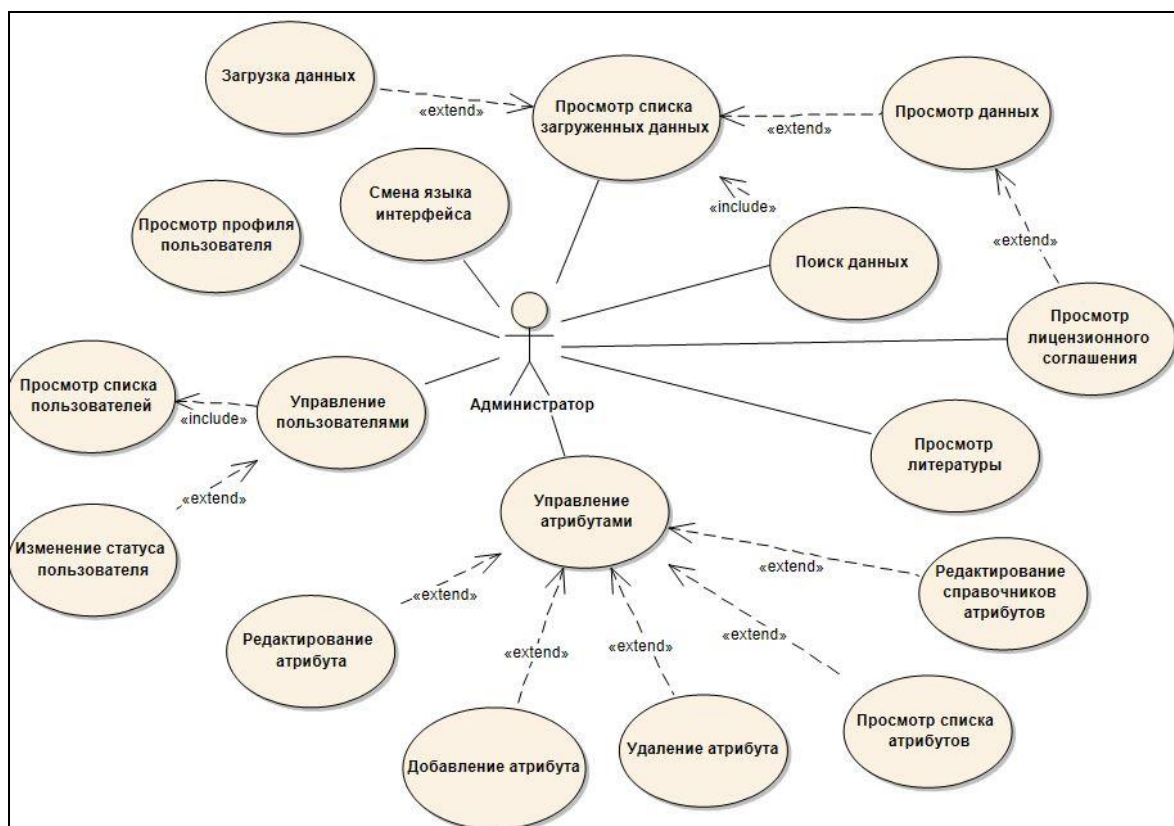 Загрузка данных
«extend»
Просмотр списка
загруженных данных
«extend»
Просмотр данных
Смена языка
интерфейса
«include»
Просмотр профиля
пользователя
«extend»
Поиск данных
Просмотр
лицензионного
соглашения
Просмотр списка
пользователей
«include»
Управление
пользователями
Администратор
Просмотр
литературы
«extend»
Управление
атрибутами
Изменение статуса
пользователя
«extend»
Редактирование
справочников
атрибутов
«extend»
Редактирование
атрибута
«extend»
«extend»
«extend»
Просмотр списка
атрибутов
Добавление атрибута
Удаление атрибута